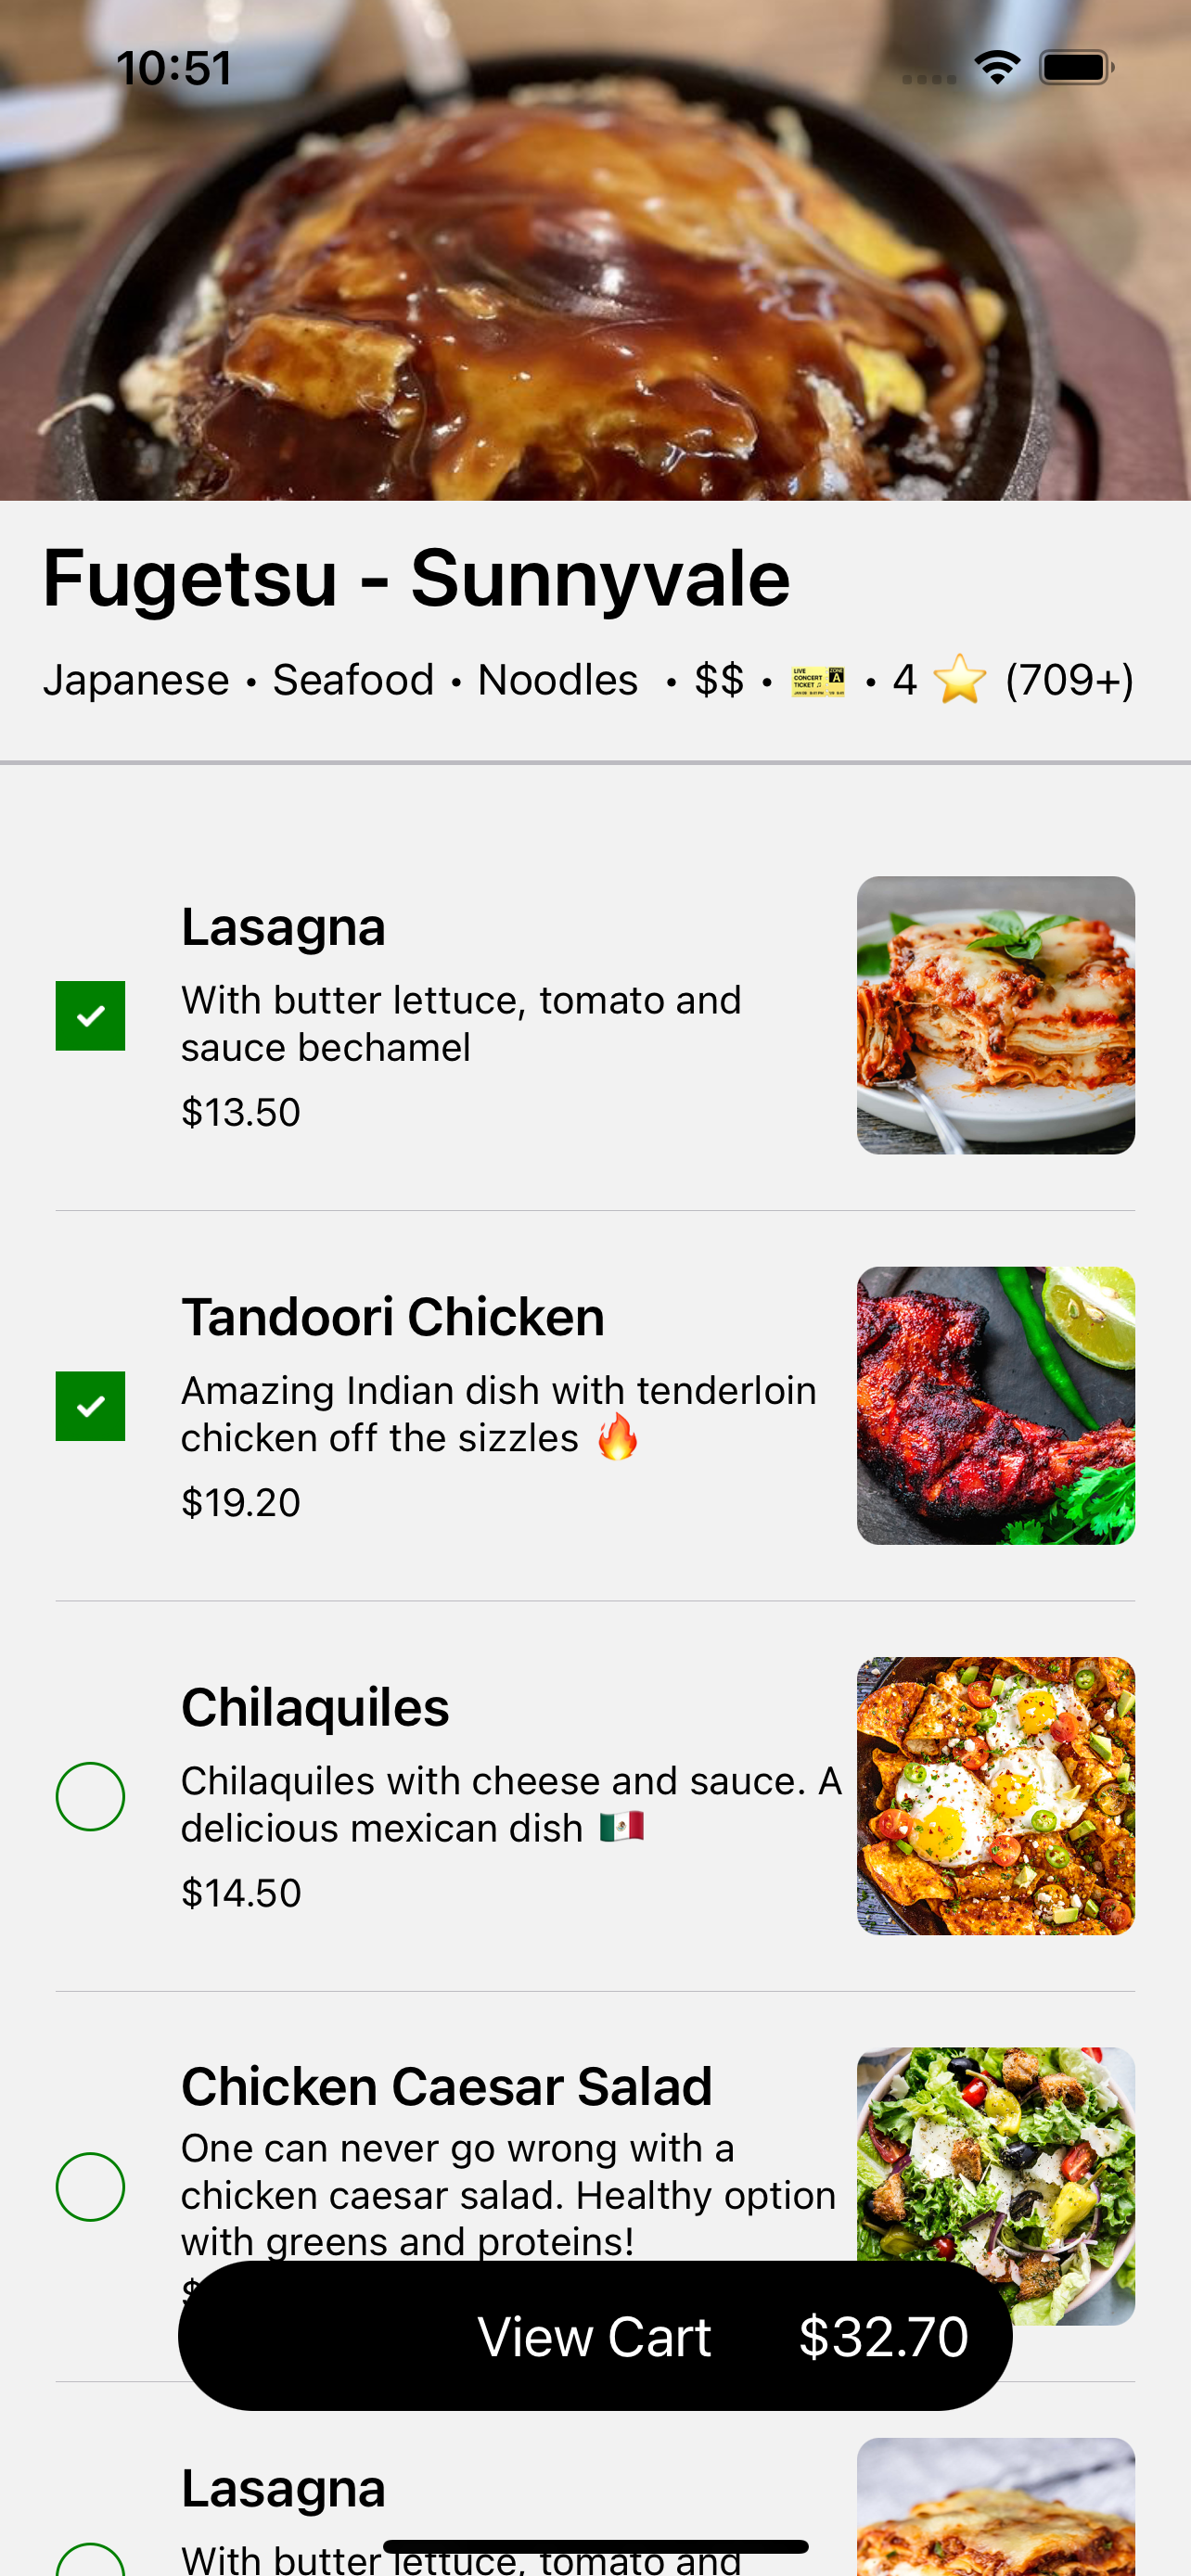 10:51
Fugetsu - Sunnyvale
Japanese • Seafood • Noodles • $$ • 🎫 • 4 ⭐ (709+)
Lasagna
With butter lettuce, tomato and
sauce bechamel
$13.50
Tandoori Chicken
Amazing Indian dish with tenderloin
chicken off the sizzles 🔥
$19.20
Chilaquiles
Chilaquiles with cheese and sauce. A
delicious mexican dish 🇲🇽
$14.50
Chicken Caesar Salad
One can never go wrong with a
chicken caesar salad. Healthy option
with greens and proteins!
$
View Cart $32.70
Lasagna
With butter lettuce, tomato and